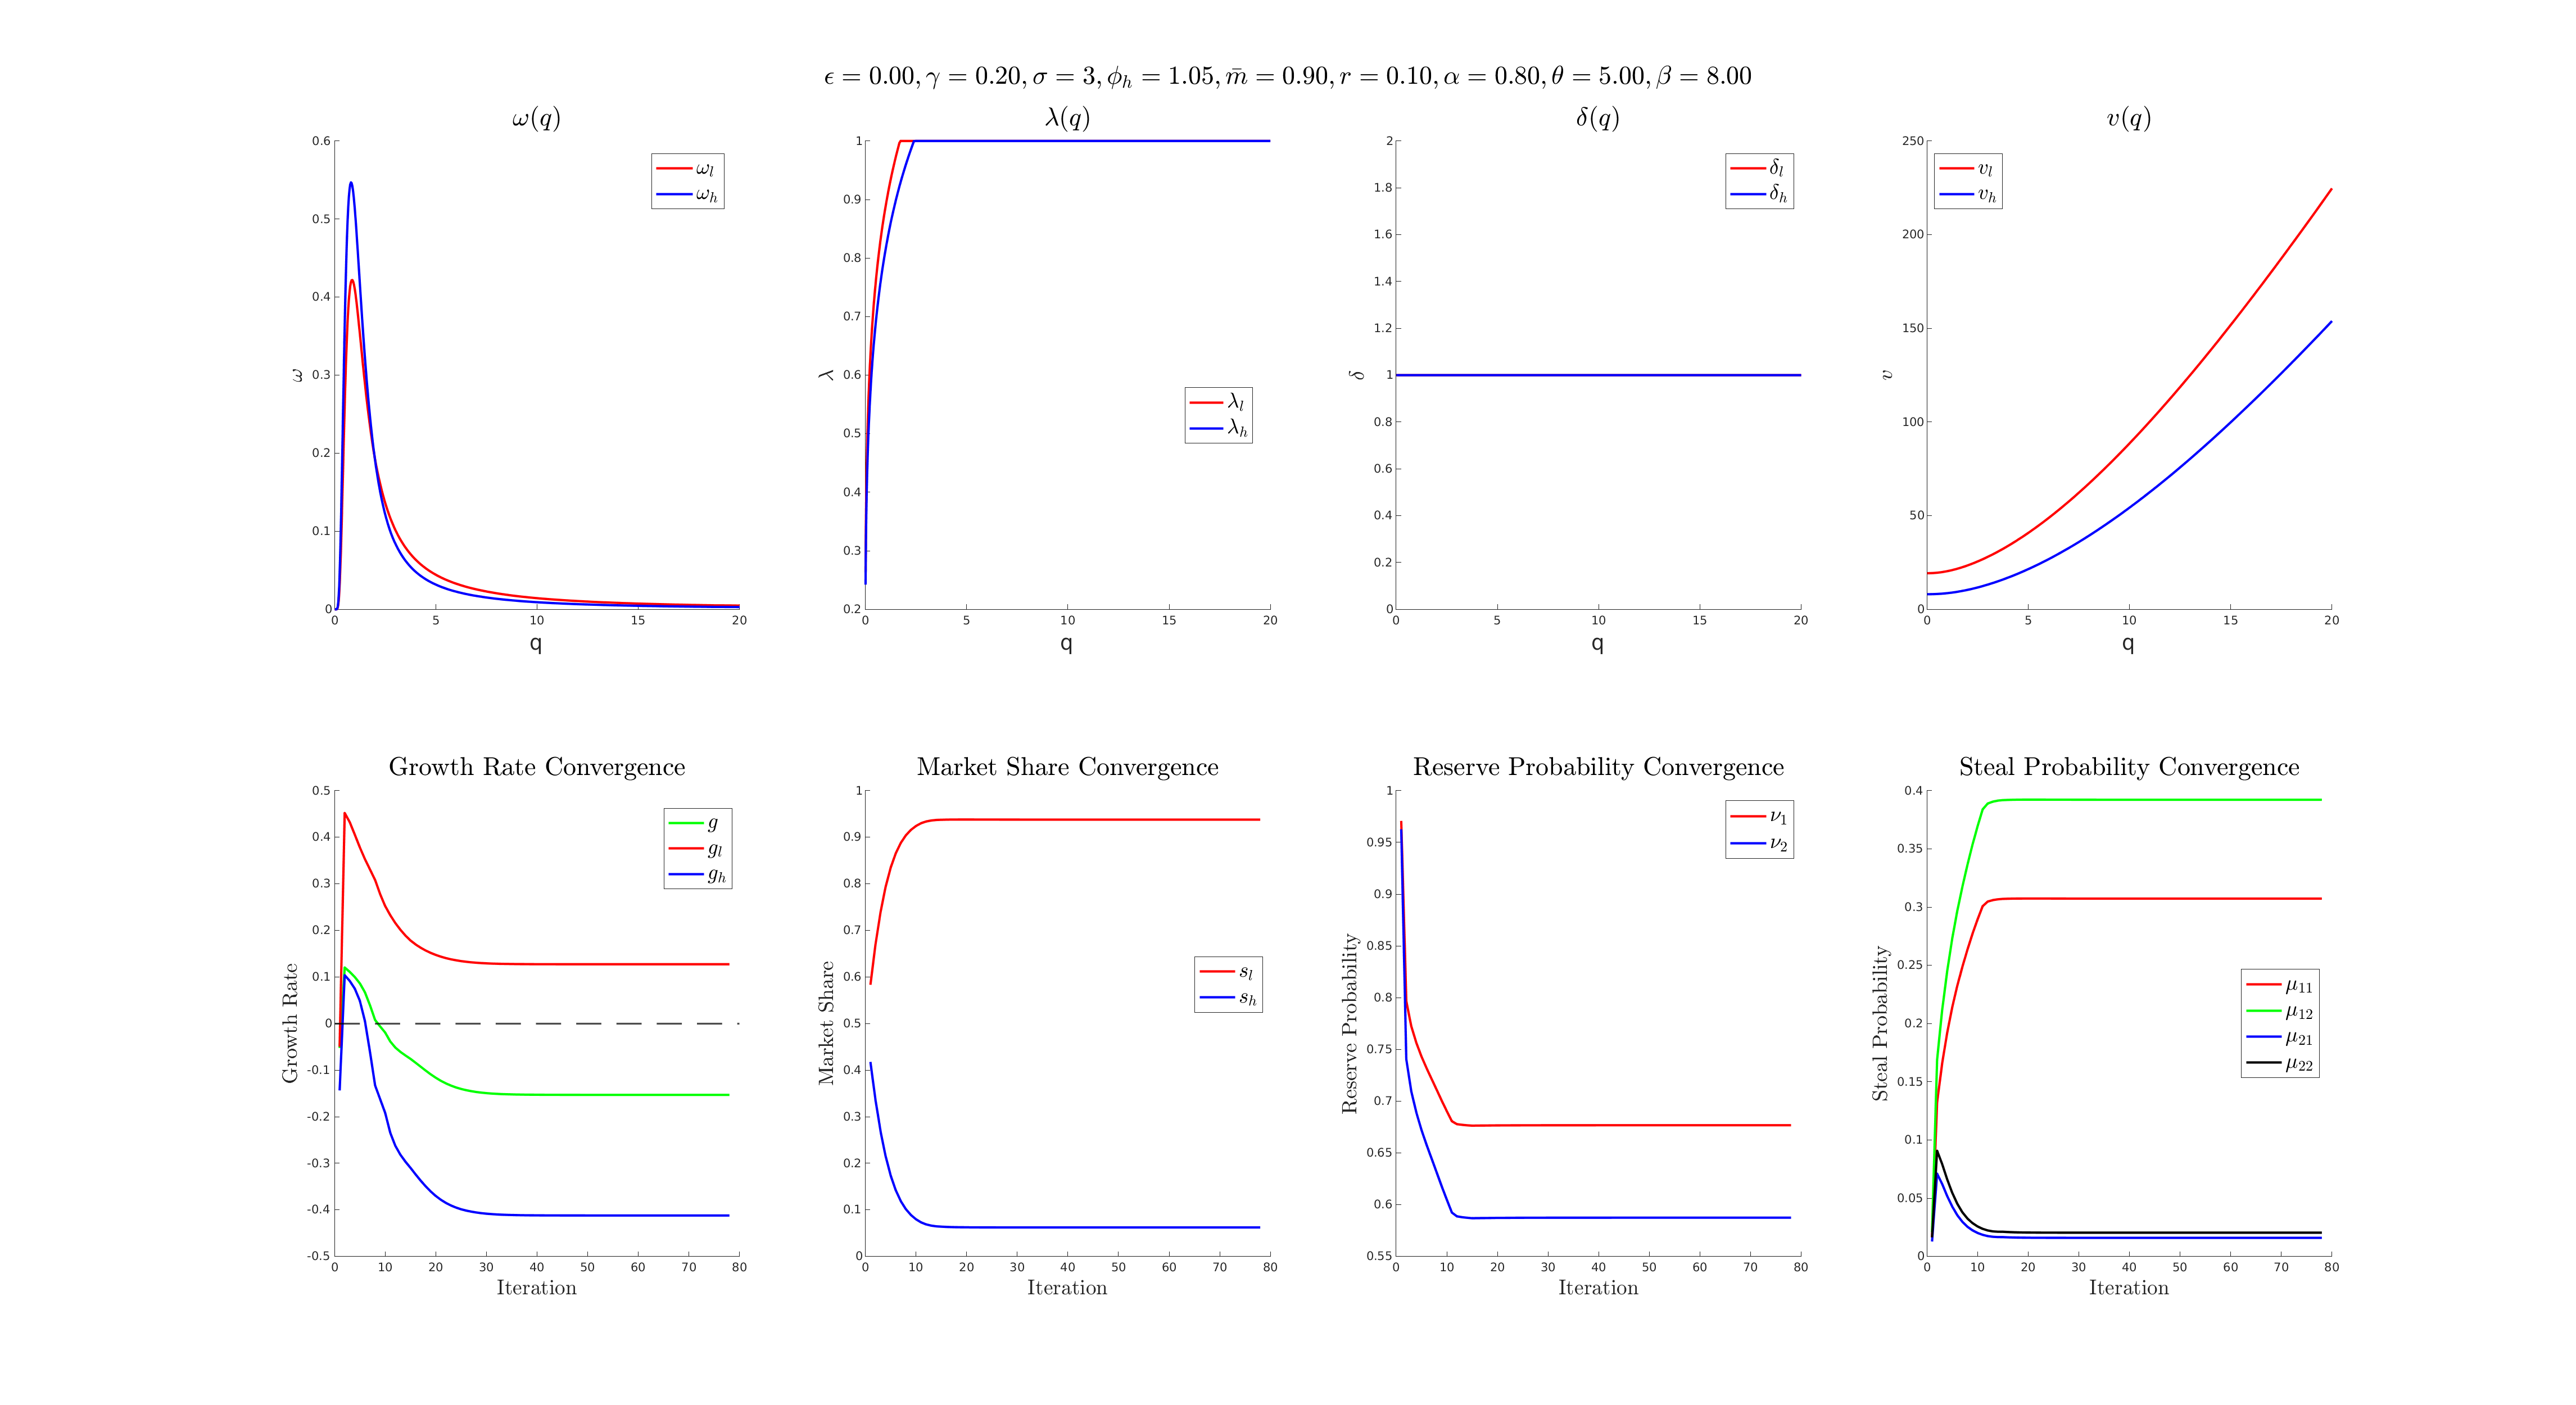 ϵ = 0.00, γ = 0.20, σ = 3, ϕ_h = 1.05, m̄ = 0.90, r = 0.10, α = 0.80, θ = 5.00, β = 8.00
ω(q)
0.6
0.5
0.4
0.3
0.2
0.1
0
ω
ω_l
ω_h
0 5 10 15 20
q
λ(q)
1
0.9
0.8
0.7
0.6
0.5
0.4
0.3
0.2
λ
λ_l
λ_h
0 5 10 15 20
q
δ(q)
2
1.8
1.6
1.4
1.2
1
0.8
0.6
0.4
0.2
0
δ
δ_l
δ_h
0 5 10 15 20
q
v(q)
250
200
150
100
50
0
v
v_l
v_h
0 5 10 15 20
q
Growth Rate Convergence
0.5
0.4
0.3
0.2
0.1
0
-0.1
-0.2
-0.3
-0.4
-0.5
Growth Rate
g
g_l
g_h
0 10 20 30 40 50 60 70 80
Iteration
Market Share Convergence
1
0.9
0.8
0.7
0.6
0.5
0.4
0.3
0.2
0.1
0
Market Share
s_l
s_h
0 10 20 30 40 50 60 70 80
Iteration
Reserve Probability Convergence
1
0.95
0.9
0.85
0.8
0.75
0.7
0.65
0.6
0.55
Reserve Probability
ν_1
ν_2
0 10 20 30 40 50 60 70 80
Iteration
Steal Probability Convergence
0.4
0.35
0.3
0.25
0.2
0.15
0.1
0.05
0
Steal Probability
μ_11
μ_12
μ_21
μ_22
0 10 20 30 40 50 60 70 80
Iteration